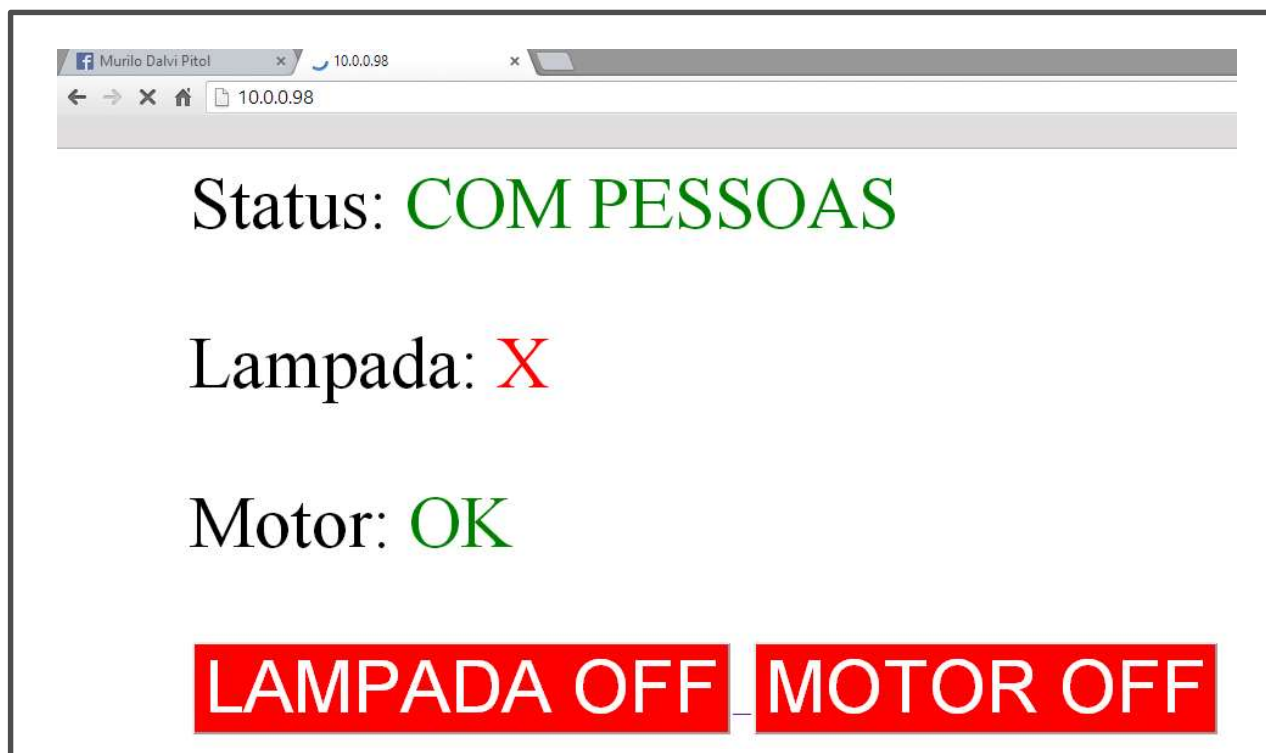 Murilo Dalvi Pitol × 10.0.0.98 ×
10.0.0.98
Status: COM PESSOAS
Lampada: X
Motor: OK
LAMPADA OFF _ MOTOR OFF